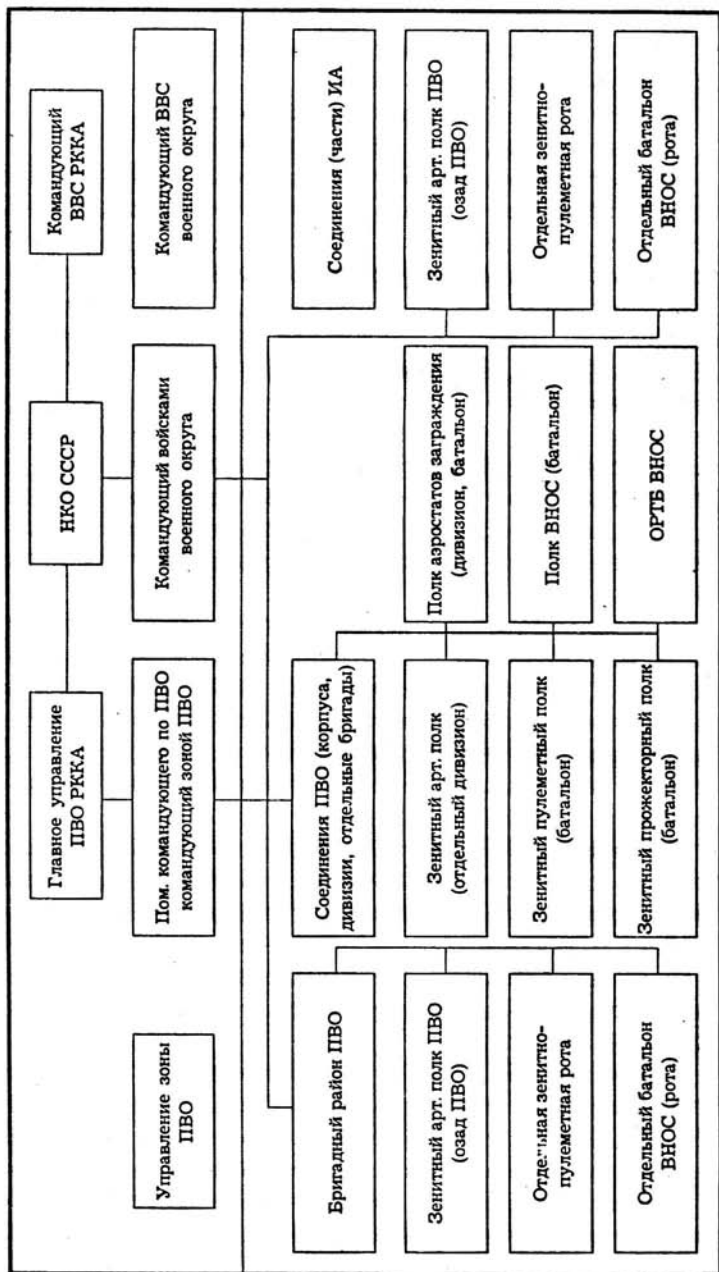 Главное управление
ПВО РККА
НКО СССР
Командующий
ВВС РККА
Управление зоны
ПВО
Пом. командующего по ПВО
командующий зоной ПВО
Командующий войсками
военного округа
Командующий ВВС
военного округа
Бригадный район ПВО
Соединения ПВО (корпуса,
дивизии, отдельные бригады)
Соединения (части) ИА
Зенитный арт. полк ПВО
(озад ПВО)
Зенитный арт. полк
(отдельный дивизион)
Полк аэростатов заграждения
(дивизион, батальон)
Зенитный арт. полк ПВО
(озад ПВО)
Отдельная зенитно-
пулеметная рота
Зенитный пулеметный полк
(батальон)
Полк ВНОС (батальон)
Отдельная зенитно-
пулеметная рота
Отдельный батальон
ВНОС (рота)
Зенитный прожекторный полк
(батальон)
ОРТБ ВНОС
Отдельный батальон
ВНОС (рота)